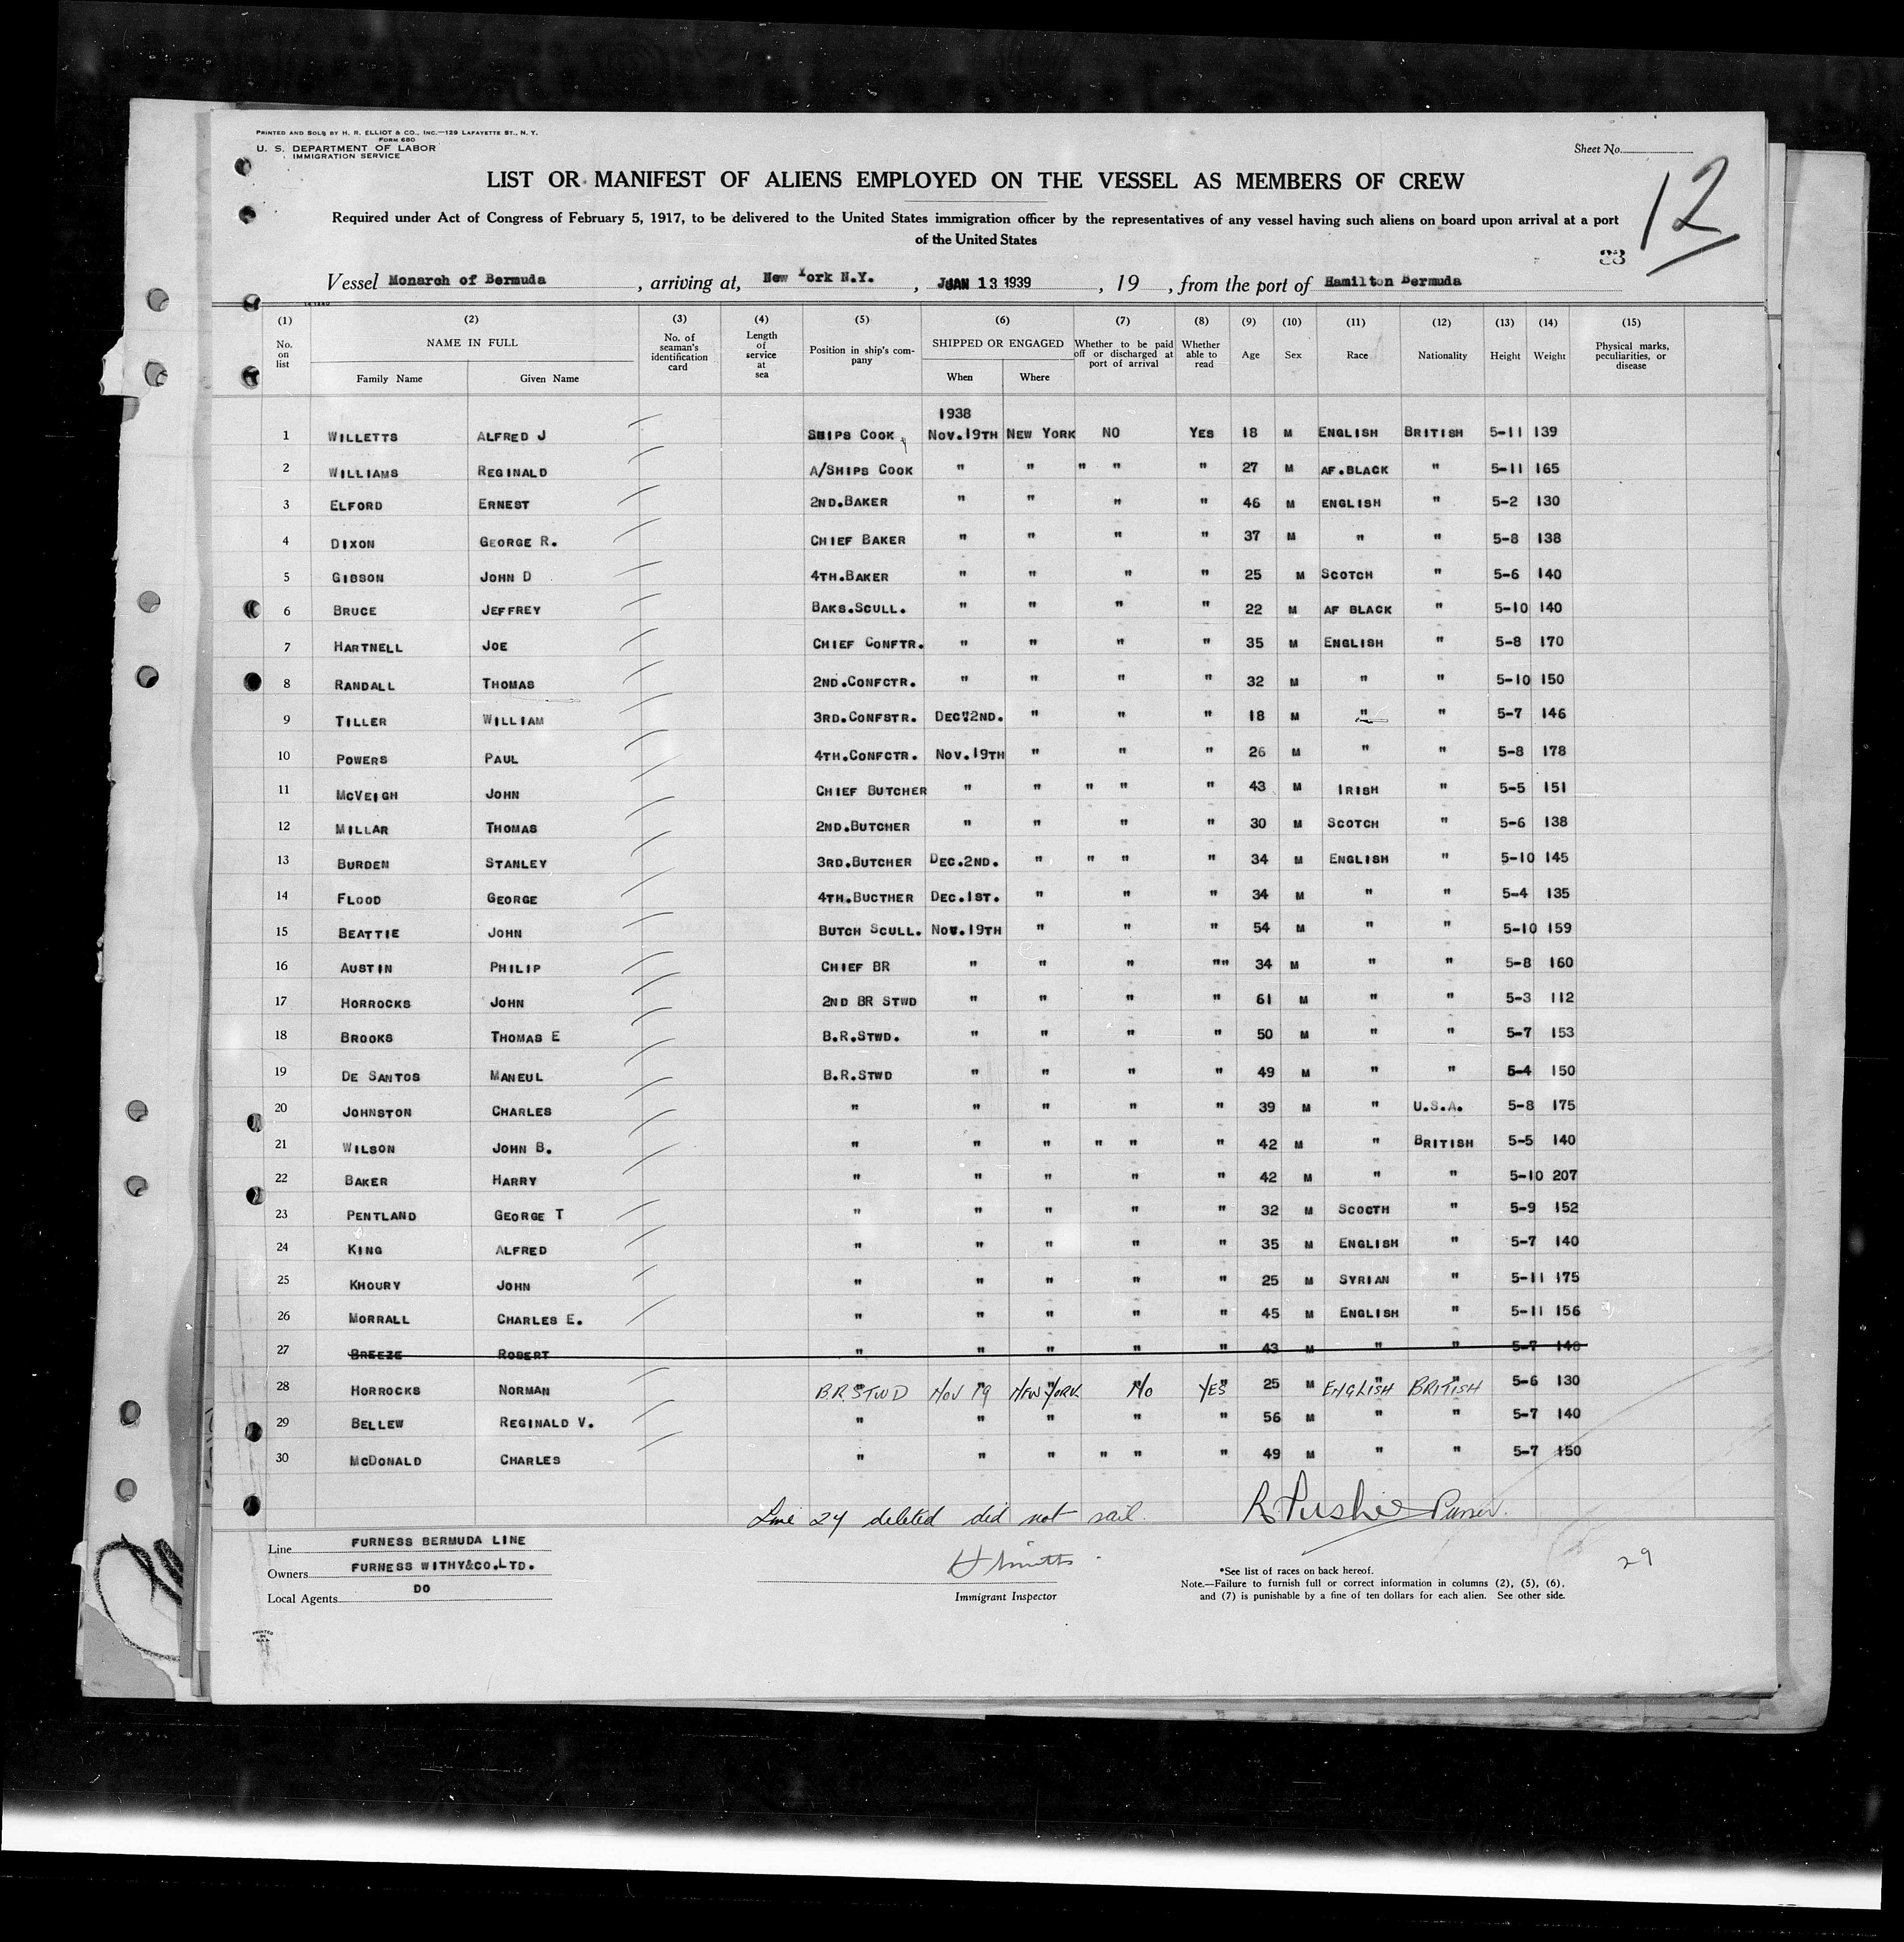 PRINTED AND SOLD BY H. R. ELLIOT & CO., INC.—129 LAFAYETTE ST., N. Y.
FORM 680
U. S. DEPARTMENT OF LABOR
IMMIGRATION SERVICE
Sheet No.
12
LIST OR MANIFEST OF ALIENS EMPLOYED ON THE VESSEL AS MEMBERS OF CREW
Required under Act of Congress of February 5, 1917, to be delivered to the United States immigration officer by the representatives of any vessel having such aliens on board upon arrival at a port
of the United States
23
Vessel Monarch of Bermuda , arriving at, New York N.Y. , JAN 13 1939 , 19 , from the port of Hamilton Bermuda
(1) (2) (3) (4) (5) (6) (7) (8) (9) (10) (11) (12) (13) (14) (15)
No. on list NAME IN FULL Family Name Given Name No. of seaman's identification card Length of service at sea Position in ship's company SHIPPED OR ENGAGED When Where Whether to be paid off or discharged at port of arrival Whether able to read Age Sex Race Nationality Height Weight Physical marks, peculiarities, or disease
1938
1 WILLETTS ALFRED J SHIPS COOK NOV.19TH NEW YORK NO YES 18 M ENGLISH BRITISH 5-11 139
2 WILLIAMS REGINALD A/SHIPS COOK " " " " " 27 M AF.BLACK " 5-11 165
3 ELFORD ERNEST 2ND.BAKER " " " " 46 M ENGLISH " 5-2 130
4 DIXON GEORGE R. CHIEF BAKER " " " " 37 M " " 5-8 138
5 GIBSON JOHN D 4TH.BAKER " " " " 25 M SCOTCH " 5-6 140
6 BRUCE JEFFREY BAKS.SCULL. " " " " 22 M AF BLACK " 5-10 140
7 HARTNELL JOE CHIEF CONFTR. " " " " 35 M ENGLISH " 5-8 170
8 RANDALL THOMAS 2ND.CONFCTR. " " " " 32 M " " 5-10 150
9 TILLER WILLIAM 3RD.CONFSTR. DEC.2ND. " " " 18 M " " 5-7 146
10 POWERS PAUL 4TH.CONFCTR. NOV.19TH " " " 26 M " " 5-8 178
11 MCVEIGH JOHN CHIEF BUTCHER " " " " " 43 M IRISH " 5-5 151
12 MILLAR THOMAS 2ND.BUTCHER " " " " 30 M SCOTCH " 5-6 138
13 BURDEN STANLEY 3RD.BUTCHER DEC.2ND. " " " " 34 M ENGLISH " 5-10 145
14 FLOOD GEORGE 4TH.BUCTHER DEC.1ST. " " " 34 M " " 5-4 135
15 BEATTIE JOHN BUTCH SCULL. NOV.19TH " " " 54 M " " 5-10 159
16 AUSTIN PHILIP CHIEF BR " " " "" 34 M " " 5-8 160
17 HORROCKS JOHN 2ND BR STWD " " " " 61 M " " 5-3 112
18 BROOKS THOMAS E B.R.STWD. " " " " 50 M " " 5-7 153
19 DE SANTOS MANEUL B.R.STWD " " " " 49 M " " 5-4 150
20 JOHNSTON CHARLES " " " " " 39 M " U.S.A. 5-8 175
21 WILSON JOHN B. " " " " " " 42 M " BRITISH 5-5 140
22 BAKER HARRY " " " " " 42 M " " 5-10 207
23 PENTLAND GEORGE T " " " " " 32 M SCOCTH " 5-9 152
24 KING ALFRED " " " " " 35 M ENGLISH " 5-7 140
25 KHOURY JOHN " " " " " 25 M SYRIAN " 5-11 175
26 MORRALL CHARLES E. " " " " " 45 M ENGLISH " 5-11 156
27 BREEZE ROBERT " " " " " 43 M " " 5-7 148
28 HORROCKS NORMAN B.R.STWD NOV 19 NEW YORK NO YES 25 M ENGLISH BRITISH 5-6 130
29 BELLEW REGINALD V. " " " " " 56 M " " 5-7 140
30 MCDONALD CHARLES " " " " " " 49 M " " 5-7 150
Line 27 deleted did not sail. Purser.
Line FURNESS BERMUDA LINE
Owners FURNESS WITHY&CO.LTD.
Local Agents DO
Immigrant Inspector
*See list of races on back hereof.
Note.—Failure to furnish full or correct information in columns (2), (5), (6),
and (7) is punishable by a fine of ten dollars for each alien. See other side.
29